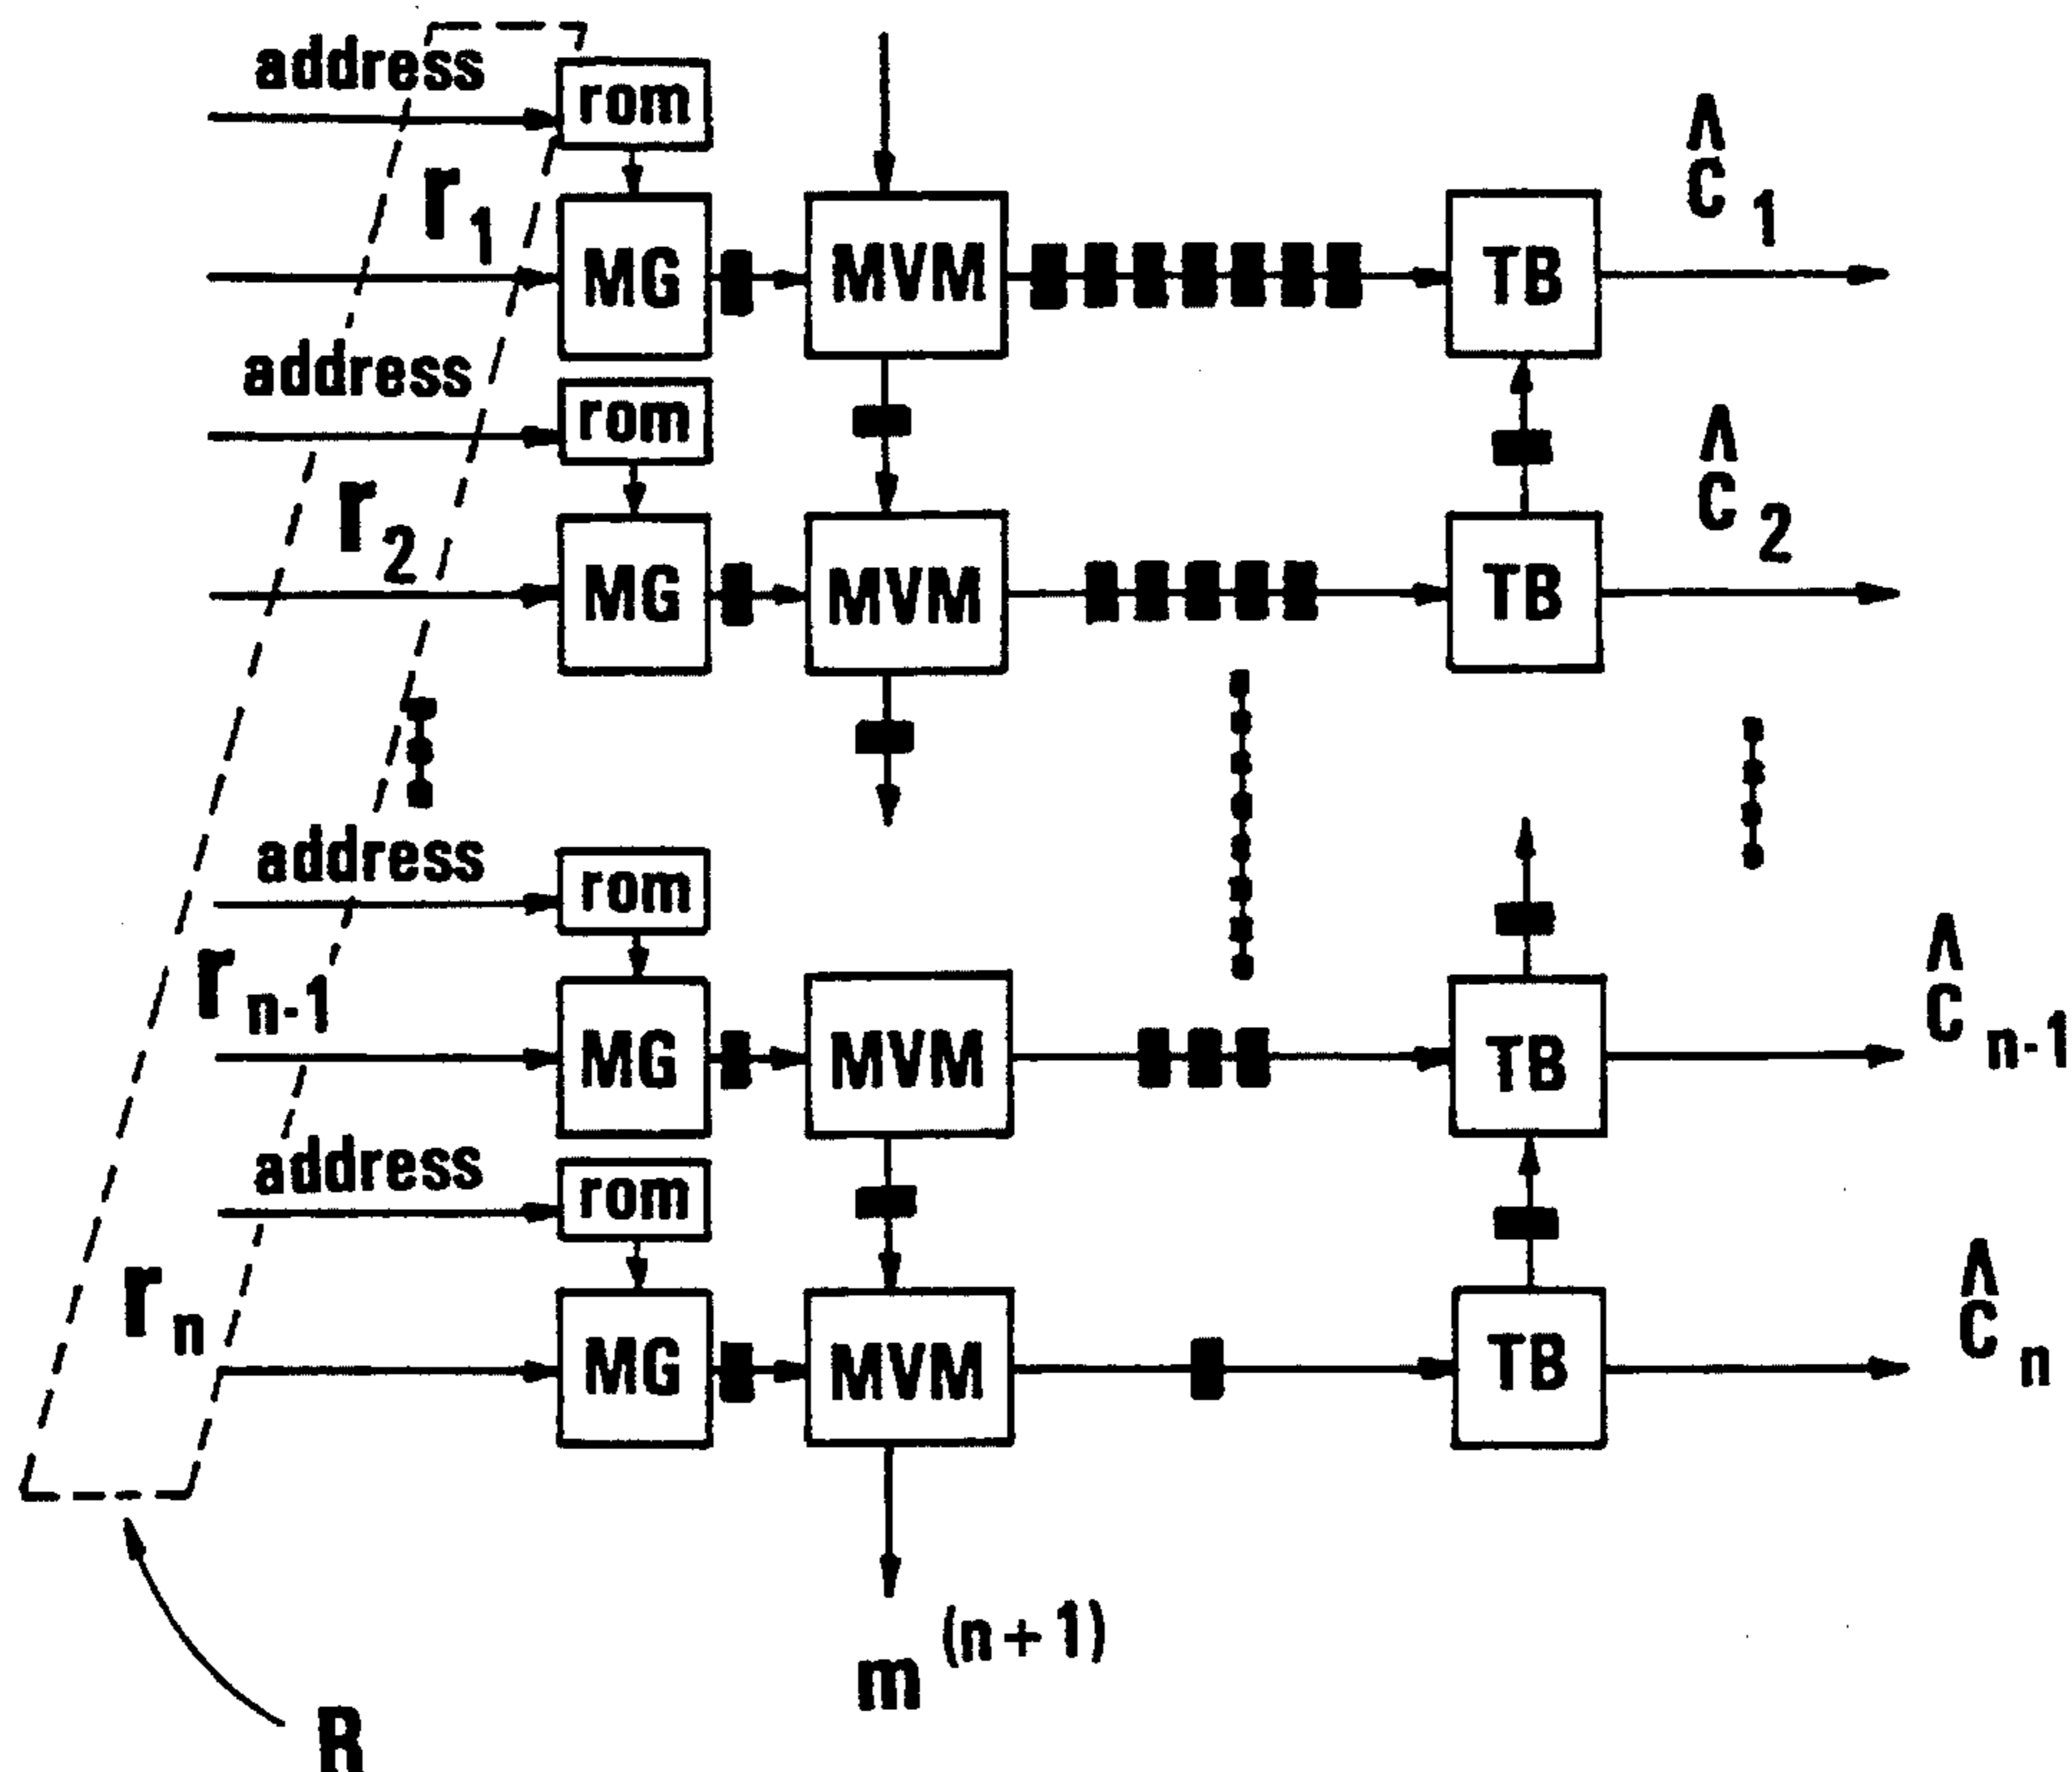 address
rom
r1
MG MVM TB
Ĉ1
address
rom
r2
MG MVM TB
Ĉ2
address
rom
rn-1
MG MVM TB
Ĉn-1
address
rom
rn
MG MVM TB
Ĉn
m(n+1)
R